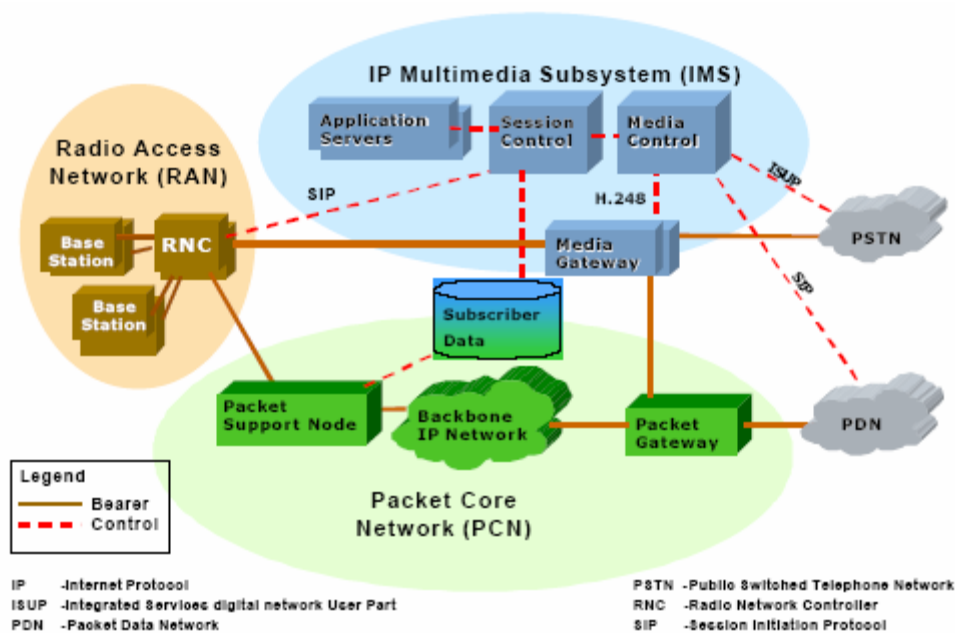 IP Multimedia Subsystem (IMS)
Application
Servers
Session
Control
Media
Control
Radio Access
Network (RAN)
SIP
ISUP
H.248
Base
Station
RNC
Media
Gateway
PSTN
Base
Station
SIP
Subscriber
Data
Packet
Support Node
Backbone
IP Network
Packet
Gateway
PDN
Legend
Bearer
Control
Packet Core
Network (PCN)
IP -Internet Protocol
ISUP -Integrated Services digital network User Part
PDN -Packet Data Network
PSTN -Public Switched Telephone Network
RNC -Radio Network Controller
SIP -Session Initiation Protocol